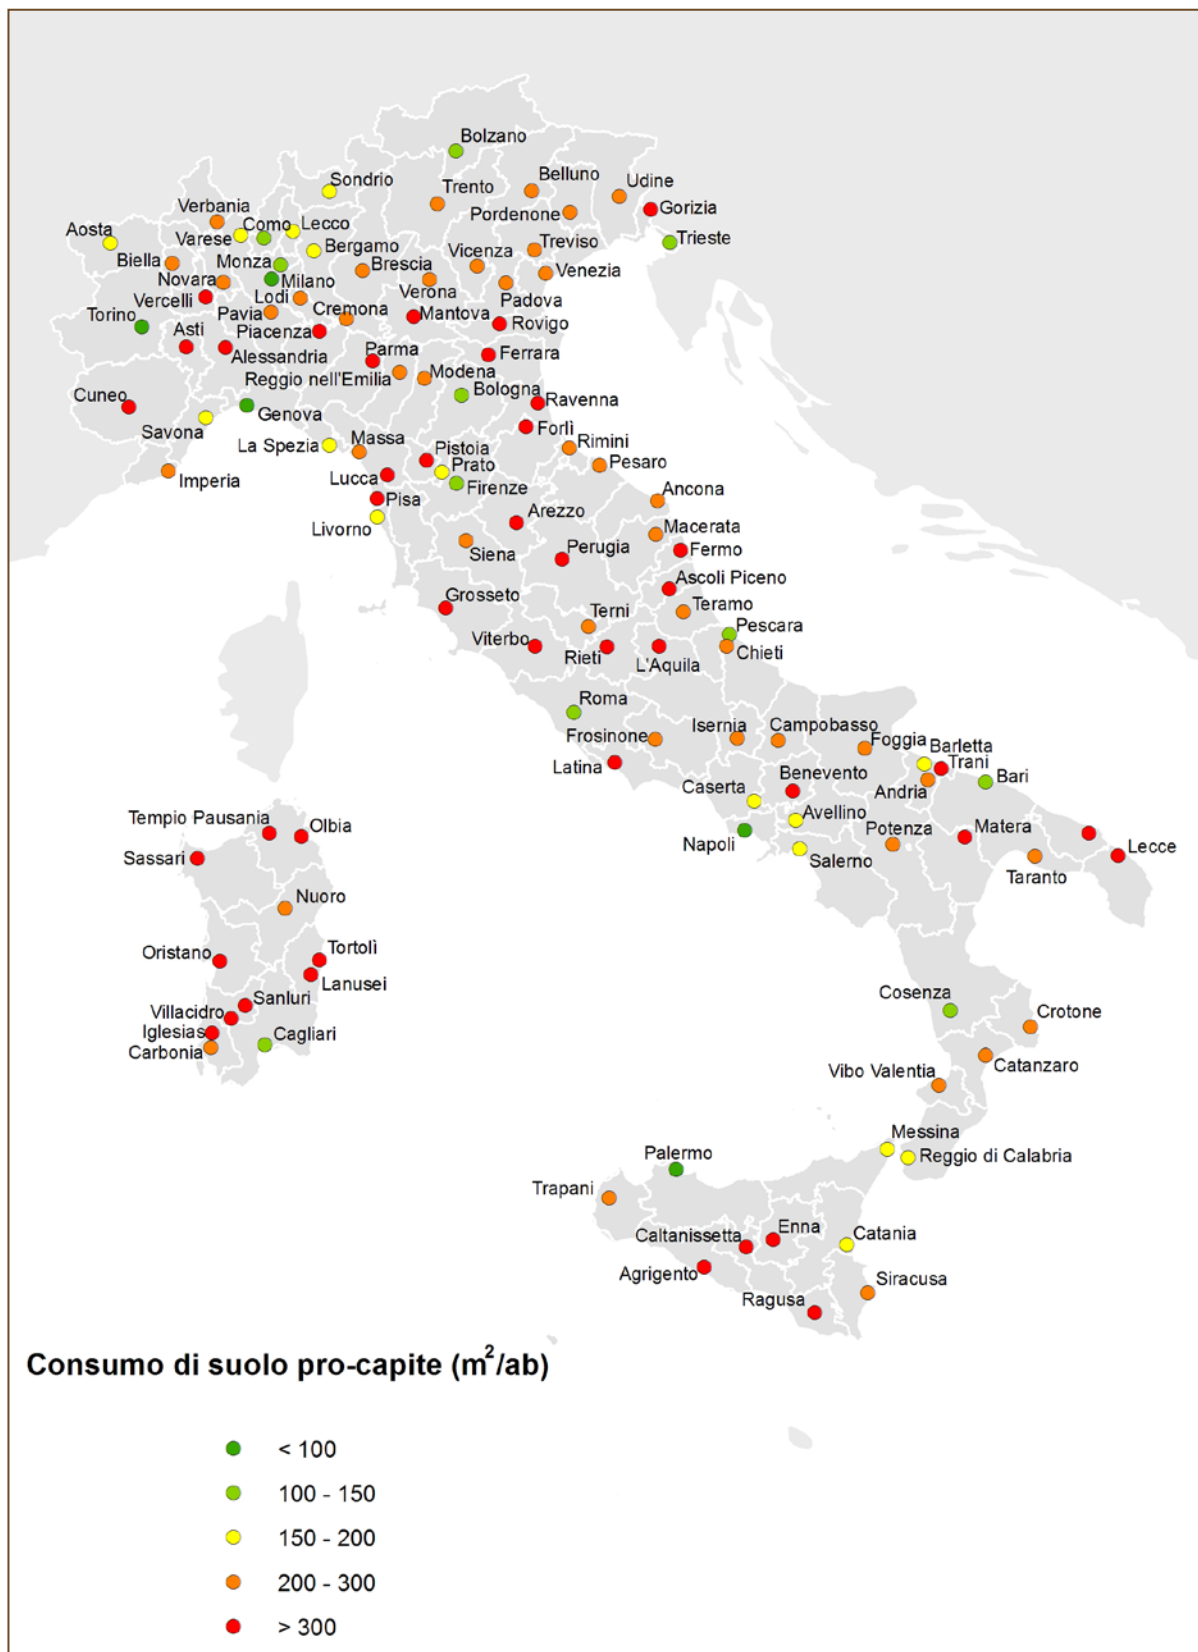 Bolzano
Sondrio
Trento
Belluno
Udine
Verbania
Pordenone
Gorizia
Aosta
Como
Lecco
Varese
Trieste
Bergamo
Vicenza
Treviso
Biella
Monza
Brescia
Venezia
Novara
Milano
Verona
Padova
Vercelli
Lodi
Torino
Pavia
Cremona
Mantova
Rovigo
Asti
Piacenza
Alessandria
Parma
Ferrara
Reggio nell'Emilia
Modena
Bologna
Cuneo
Genova
Ravenna
Savona
Forlì
La Spezia
Massa
Pistoia
Rimini
Prato
Pesaro
Imperia
Lucca
Firenze
Pisa
Ancona
Arezzo
Livorno
Macerata
Siena
Perugia
Fermo
Ascoli Piceno
Grosseto
Terni
Teramo
Pescara
Viterbo
Rieti
L'Aquila
Chieti
Roma
Isernia
Campobasso
Frosinone
Foggia
Barletta
Latina
Trani
Benevento
Bari
Caserta
Andria
Tempio Pausania
Olbia
Avellino
Potenza
Matera
Napoli
Lecce
Sassari
Salerno
Taranto
Nuoro
Oristano
Tortolì
Lanusei
Cosenza
Sanluri
Villacidro
Crotone
Iglesias
Cagliari
Carbonia
Catanzaro
Vibo Valentia
Messina
Palermo
Reggio di Calabria
Trapani
Enna
Caltanissetta
Catania
Agrigento
Siracusa
Ragusa
Consumo di suolo pro-capite (m²/ab)
< 100
100 - 150
150 - 200
200 - 300
> 300